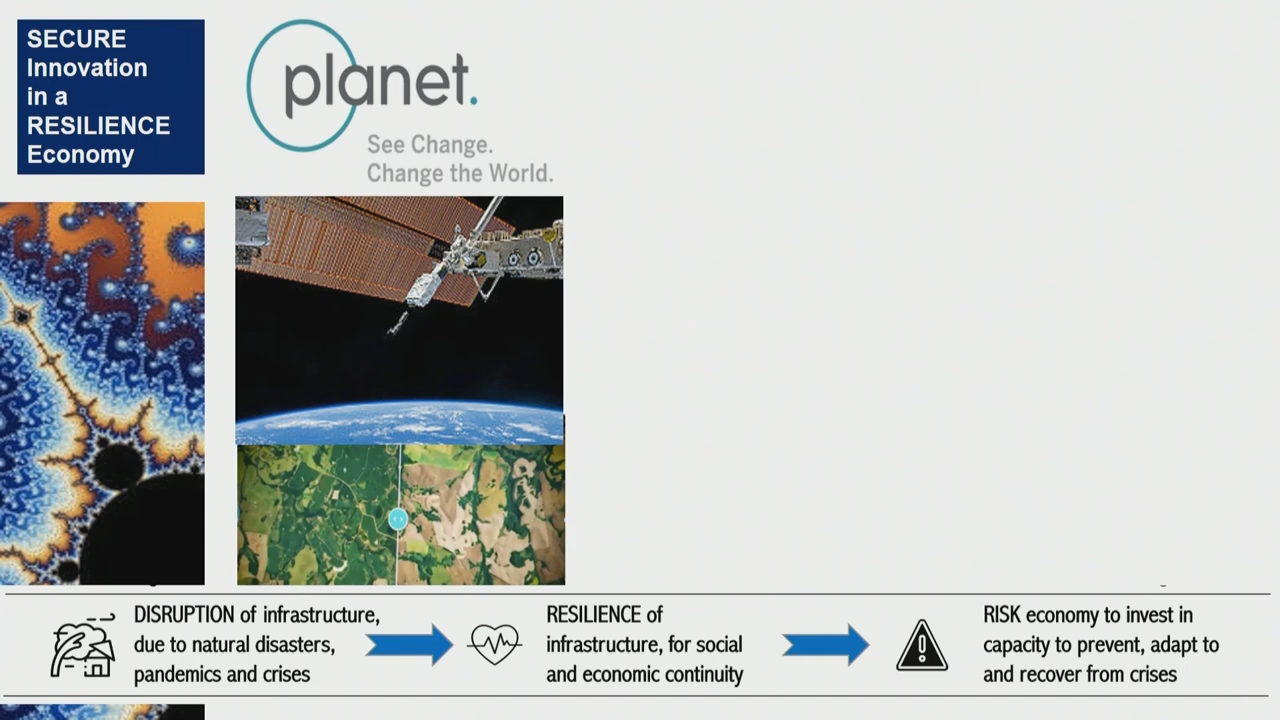 SECURE
Innovation
in a
RESILIENCE
Economy
planet.
See Change.
Change the World.
DISRUPTION of infrastructure,
due to natural disasters,
pandemics and crises
RESILIENCE of
infrastructure, for social
and economic continuity
RISK economy to invest in
capacity to prevent, adapt to
and recover from crises